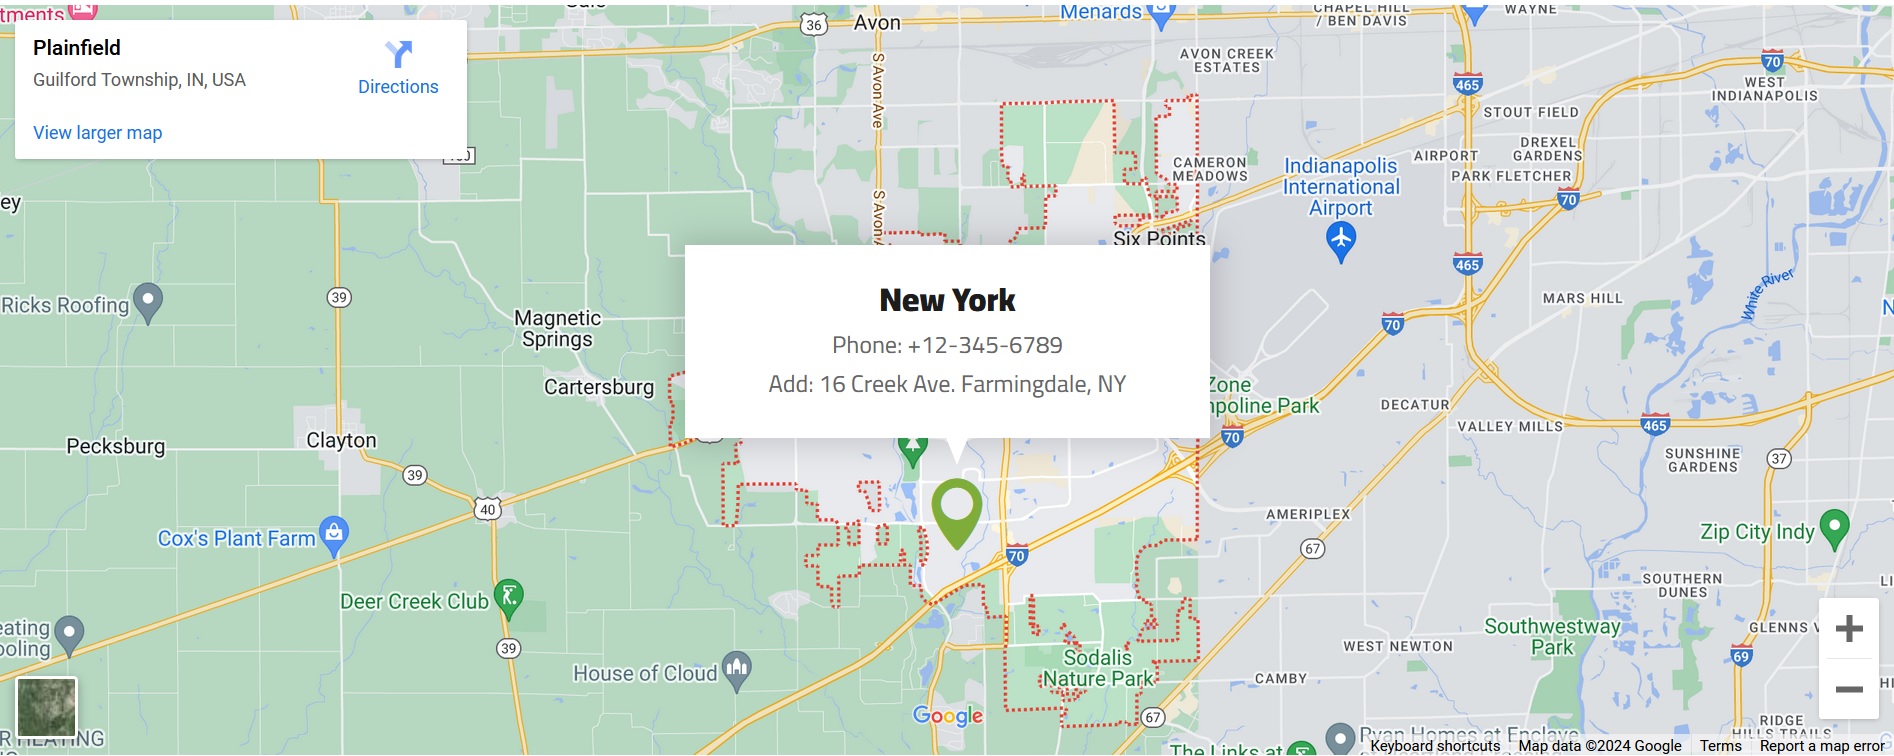 tments
Plainfield
Guilford Township, IN, USA
Directions
View larger map
36
Avon
Menards
CHAPEL HILL
/ BEN DAVIS
WAYNE
AVON CREEK
ESTATES
S Avon Ave
465
70
WEST
INDIANAPOLIS
STOUT FIELD
DREXEL
GARDENS
AIRPORT
PARK FLETCHER
CAMERON
MEADOWS
Indianapolis
International
Airport
70
ey
S Avon A
Six Points
465
White River
MARS HILL
Ricks Roofing
39
Magnetic
Springs
New York
Phone: +12-345-6789
Add: 16 Creek Ave. Farmingdale, NY
70
Cartersburg
Zone
mpoline Park
DECATUR
VALLEY MILLS
465
70
Pecksburg
Clayton
39
SUNSHINE
GARDENS
37
40
AMERIPLEX
Cox's Plant Farm
67
Zip City Indy
70
SOUTHERN
DUNES
LI
Deer Creek Club
eating
ooling
39
Southwestway
Park
GLENNS V
WEST NEWTON
69
House of Cloud
Sodalis
Nature Park
CAMBY
HI
Google
67
RIDGE
HILLS TRAILS
R HEATING
The Links at
Ryan Homes at Enclave
Keyboard shortcuts
Map data ©2024 Google
Terms
Report a map error